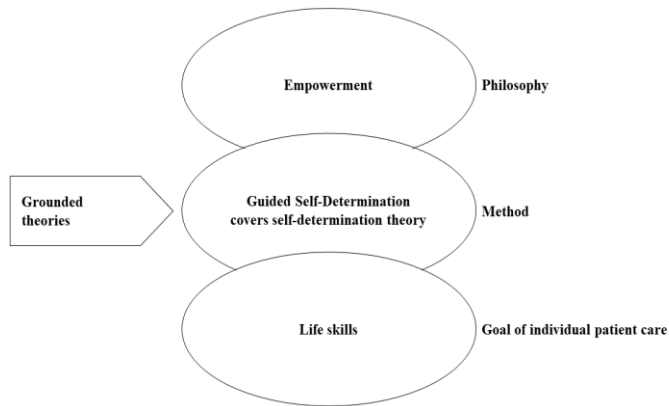 Empowerment
Philosophy
Grounded
theories
Guided Self-Determination
covers self-determination theory
Method
Life skills
Goal of individual patient care